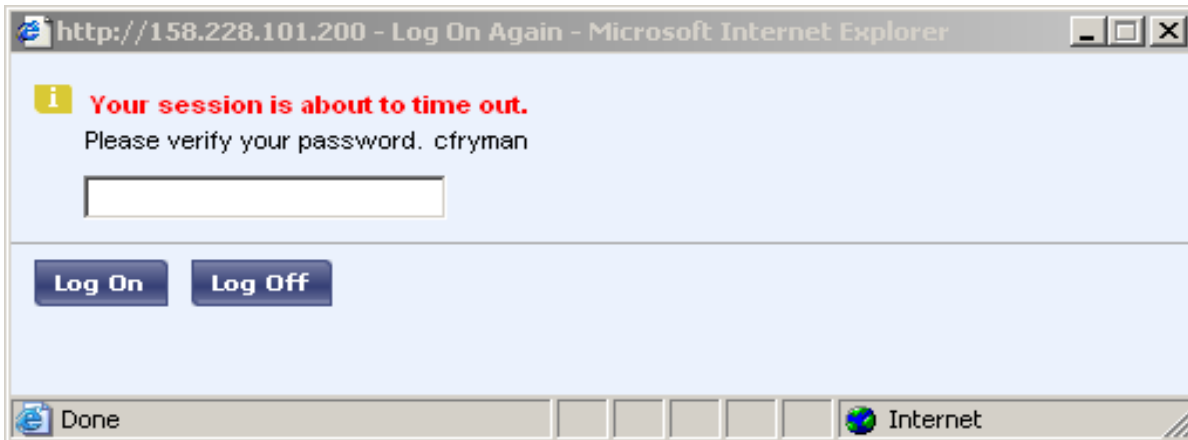 http://158.228.101.200 - Log On Again - Microsoft Internet Explorer
i Your session is about to time out.
Please verify your password. cfryman
Log On Log Off
Done Internet